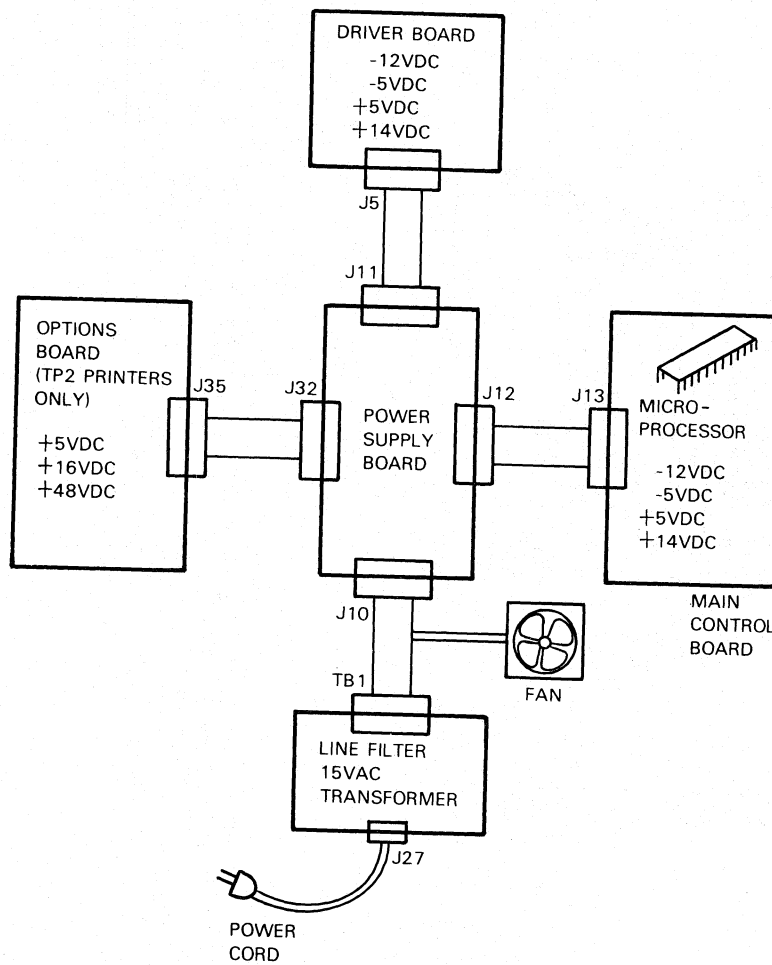 DRIVER BOARD
-12VDC
-5VDC
+5VDC
+14VDC
J5
J11
OPTIONS
BOARD
(TP2 PRINTERS
ONLY)
+5VDC
+16VDC
+48VDC
J35
J32
POWER
SUPPLY
BOARD
J12
J13
MICRO-
PROCESSOR
-12VDC
-5VDC
+5VDC
+14VDC
MAIN
CONTROL
BOARD
J10
FAN
TB1
LINE FILTER
15VAC
TRANSFORMER
J27
POWER
CORD